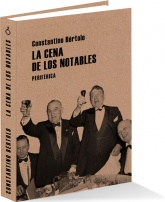 Constantino Bértolo
LA CENA
DE LOS NOTABLES
PERIFÉRICA
CONSTANTINO BÉRTOLO LA CENA DE LOS NOTABLES